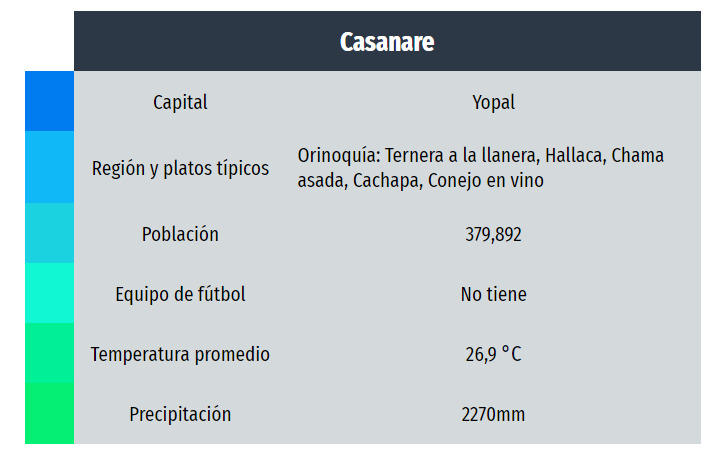 Casanare
Capital
Yopal
Región y platos típicos
Orinoquía: Ternera a la llanera, Hallaca, Chama
asada, Cachapa, Conejo en vino
Población
379,892
Equipo de fútbol
No tiene
Temperatura promedio
26,9 °C
Precipitación
2270mm